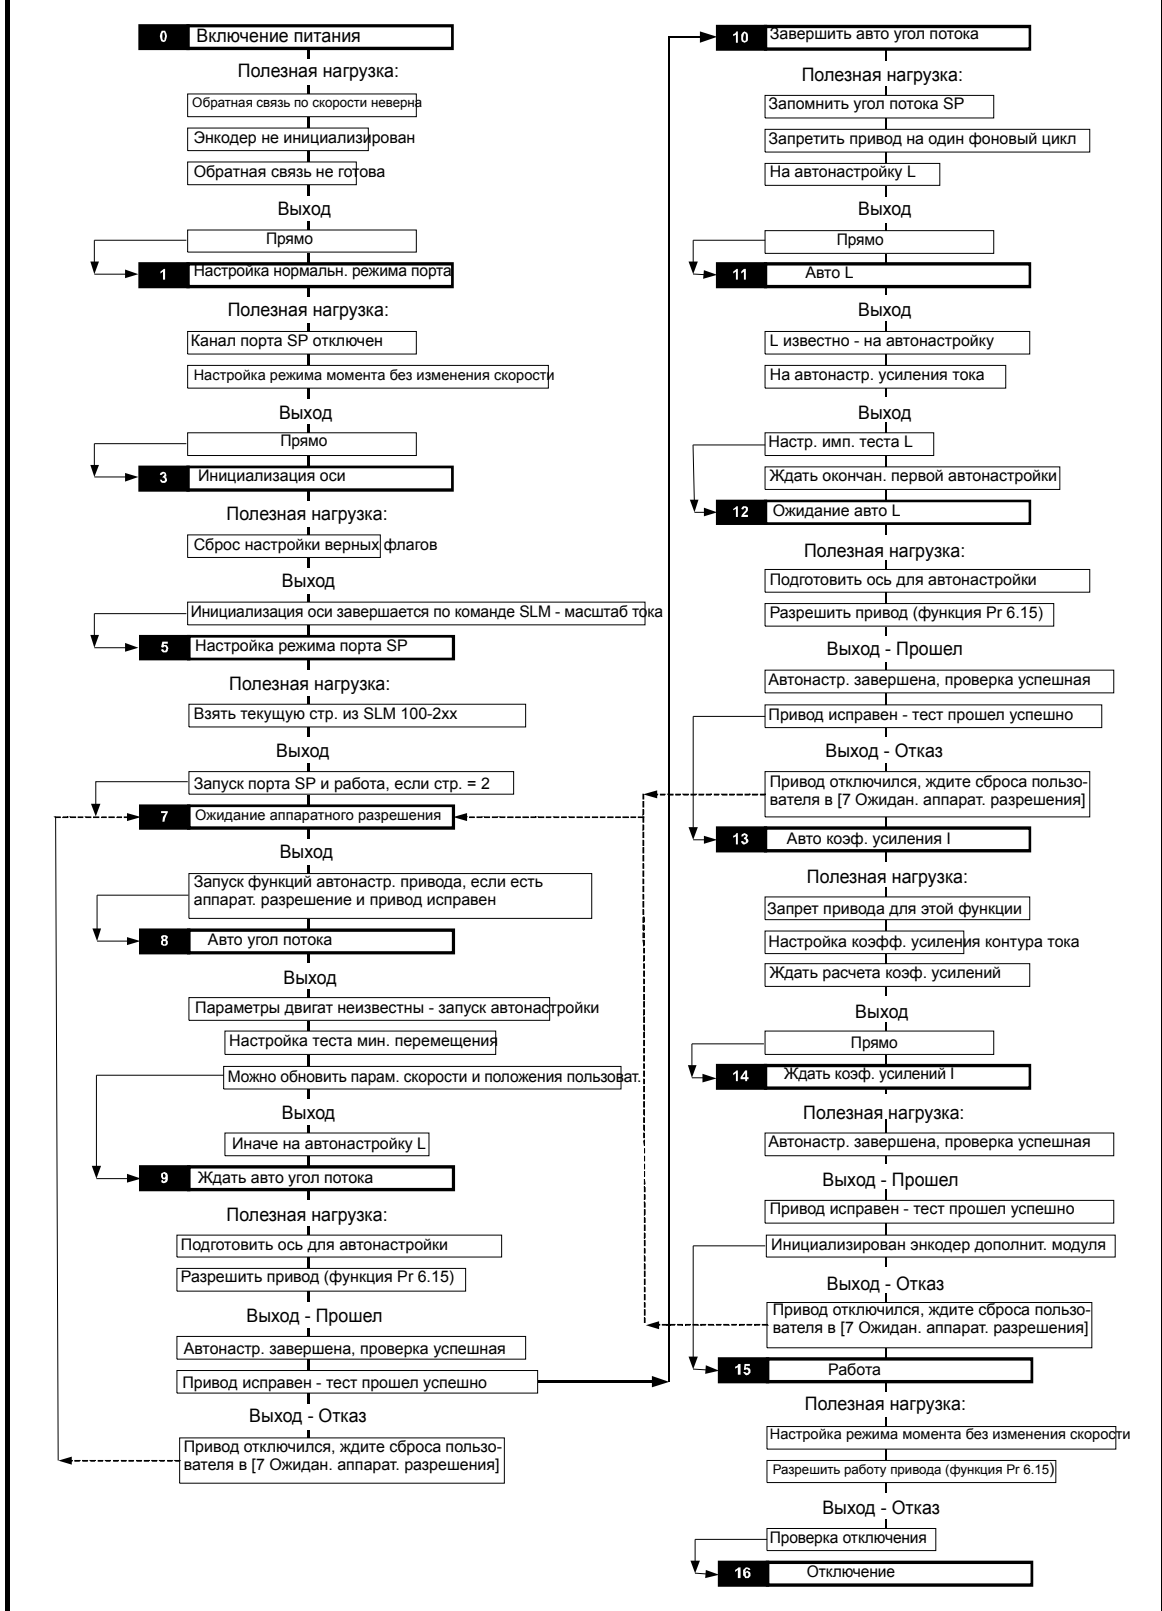 0 Включение питания
Полезная нагрузка:
Обратная связь по скорости неверна
Энкодер не инициализирован
Обратная связь не готова
Выход
Прямо
1 Настройка нормальн. режима порта
Полезная нагрузка:
Канал порта SP отключен
Настройка режима момента без изменения скорости
Выход
Прямо
3 Инициализация оси
Полезная нагрузка:
Сброс настройки верных флагов
Выход
Инициализация оси завершается по команде SLM - масштаб тока
5 Настройка режима порта SP
Полезная нагрузка:
Взять текущую стр. из SLM 100-2xx
Выход
Запуск порта SP и работа, если стр. = 2
7 Ожидание аппаратного разрешения
Выход
Запуск функций автонастр. привода, если есть
аппарат. разрешение и привод исправен
8 Авто угол потока
Выход
Параметры двигат неизвестны - запуск автонастройки
Настройка теста мин. перемещения
Можно обновить парам. скорости и положения пользоват.
Выход
Иначе на автонастройку L
9 Ждать авто угол потока
Полезная нагрузка:
Подготовить ось для автонастройки
Разрешить привод (функция Pr 6.15)
Выход - Прошел
Автонастр. завершена, проверка успешная
Привод исправен - тест прошел успешно
Выход - Отказ
Привод отключился, ждите сброса пользо-
вателя в [7 Ожидан. аппарат. разрешения]
10 Завершить авто угол потока
Полезная нагрузка:
Запомнить угол потока SP
Запретить привод на один фоновый цикл
На автонастройку L
Выход
Прямо
11 Авто L
Выход
L известно - на автонастройку
На автонастр. усиления тока
Выход
Настр. имп. теста L
Ждать окончан. первой автонастройки
12 Ожидание авто L
Полезная нагрузка:
Подготовить ось для автонастройки
Разрешить привод (функция Pr 6.15)
Выход - Прошел
Автонастр. завершена, проверка успешная
Привод исправен - тест прошел успешно
Выход - Отказ
Привод отключился, ждите сброса пользо-
вателя в [7 Ожидан. аппарат. разрешения]
13 Авто коэф. усиления I
Полезная нагрузка:
Запрет привода для этой функции
Настройка коэфф. усиления контура тока
Ждать расчета коэф. усилений
Выход
Прямо
14 Ждать коэф. усилений I
Полезная нагрузка:
Автонастр. завершена, проверка успешная
Выход - Прошел
Привод исправен - тест прошел успешно
Инициализирован энкодер дополнит. модуля
Выход - Отказ
Привод отключился, ждите сброса пользо-
вателя в [7 Ожидан. аппарат. разрешения]
15 Работа
Полезная нагрузка:
Настройка режима момента без изменения скорости
Разрешить работу привода (функция Pr 6.15)
Выход - Отказ
Проверка отключения
16 Отключение